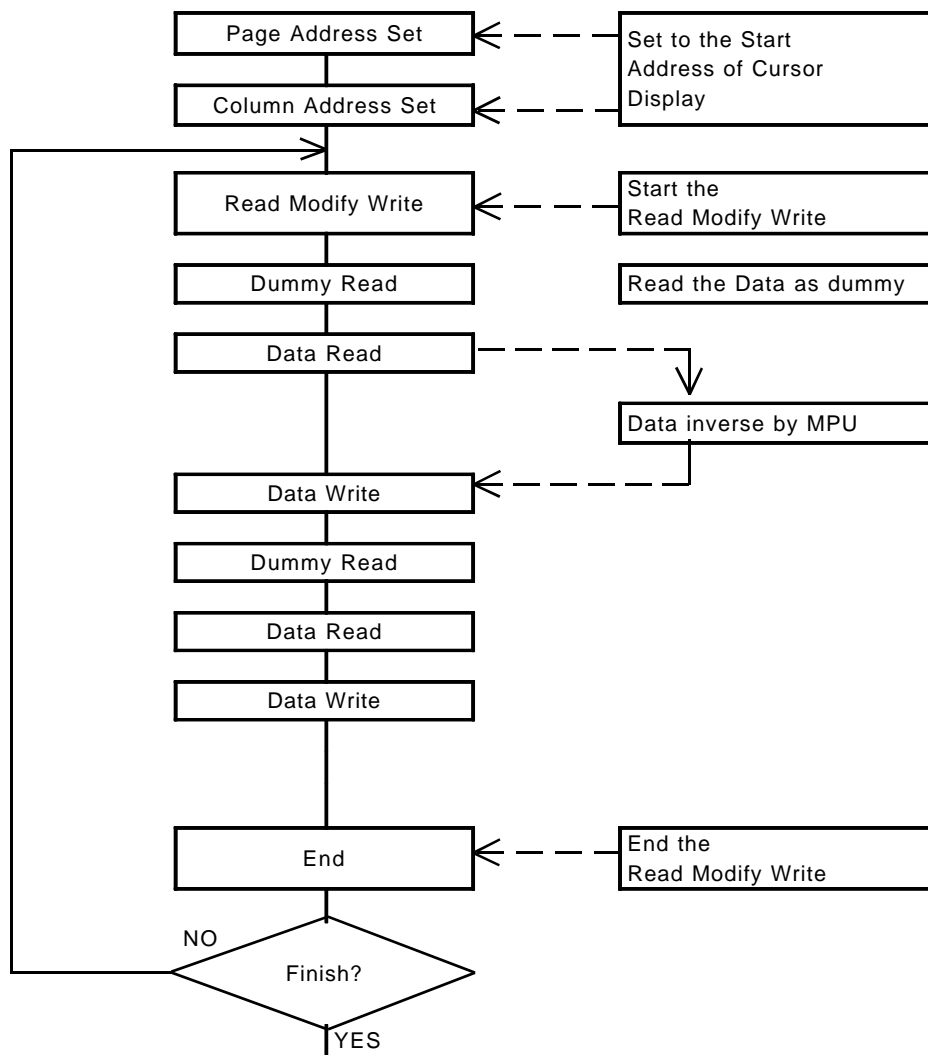 Page Address Set
Set to the Start
Address of Cursor
Display
Column Address Set
Read Modify Write
Start the
Read Modify Write
Dummy Read
Read the Data as dummy
Data Read
Data inverse by MPU
Data Write
Dummy Read
Data Read
Data Write
End
End the
Read Modify Write
NO
Finish?
YES